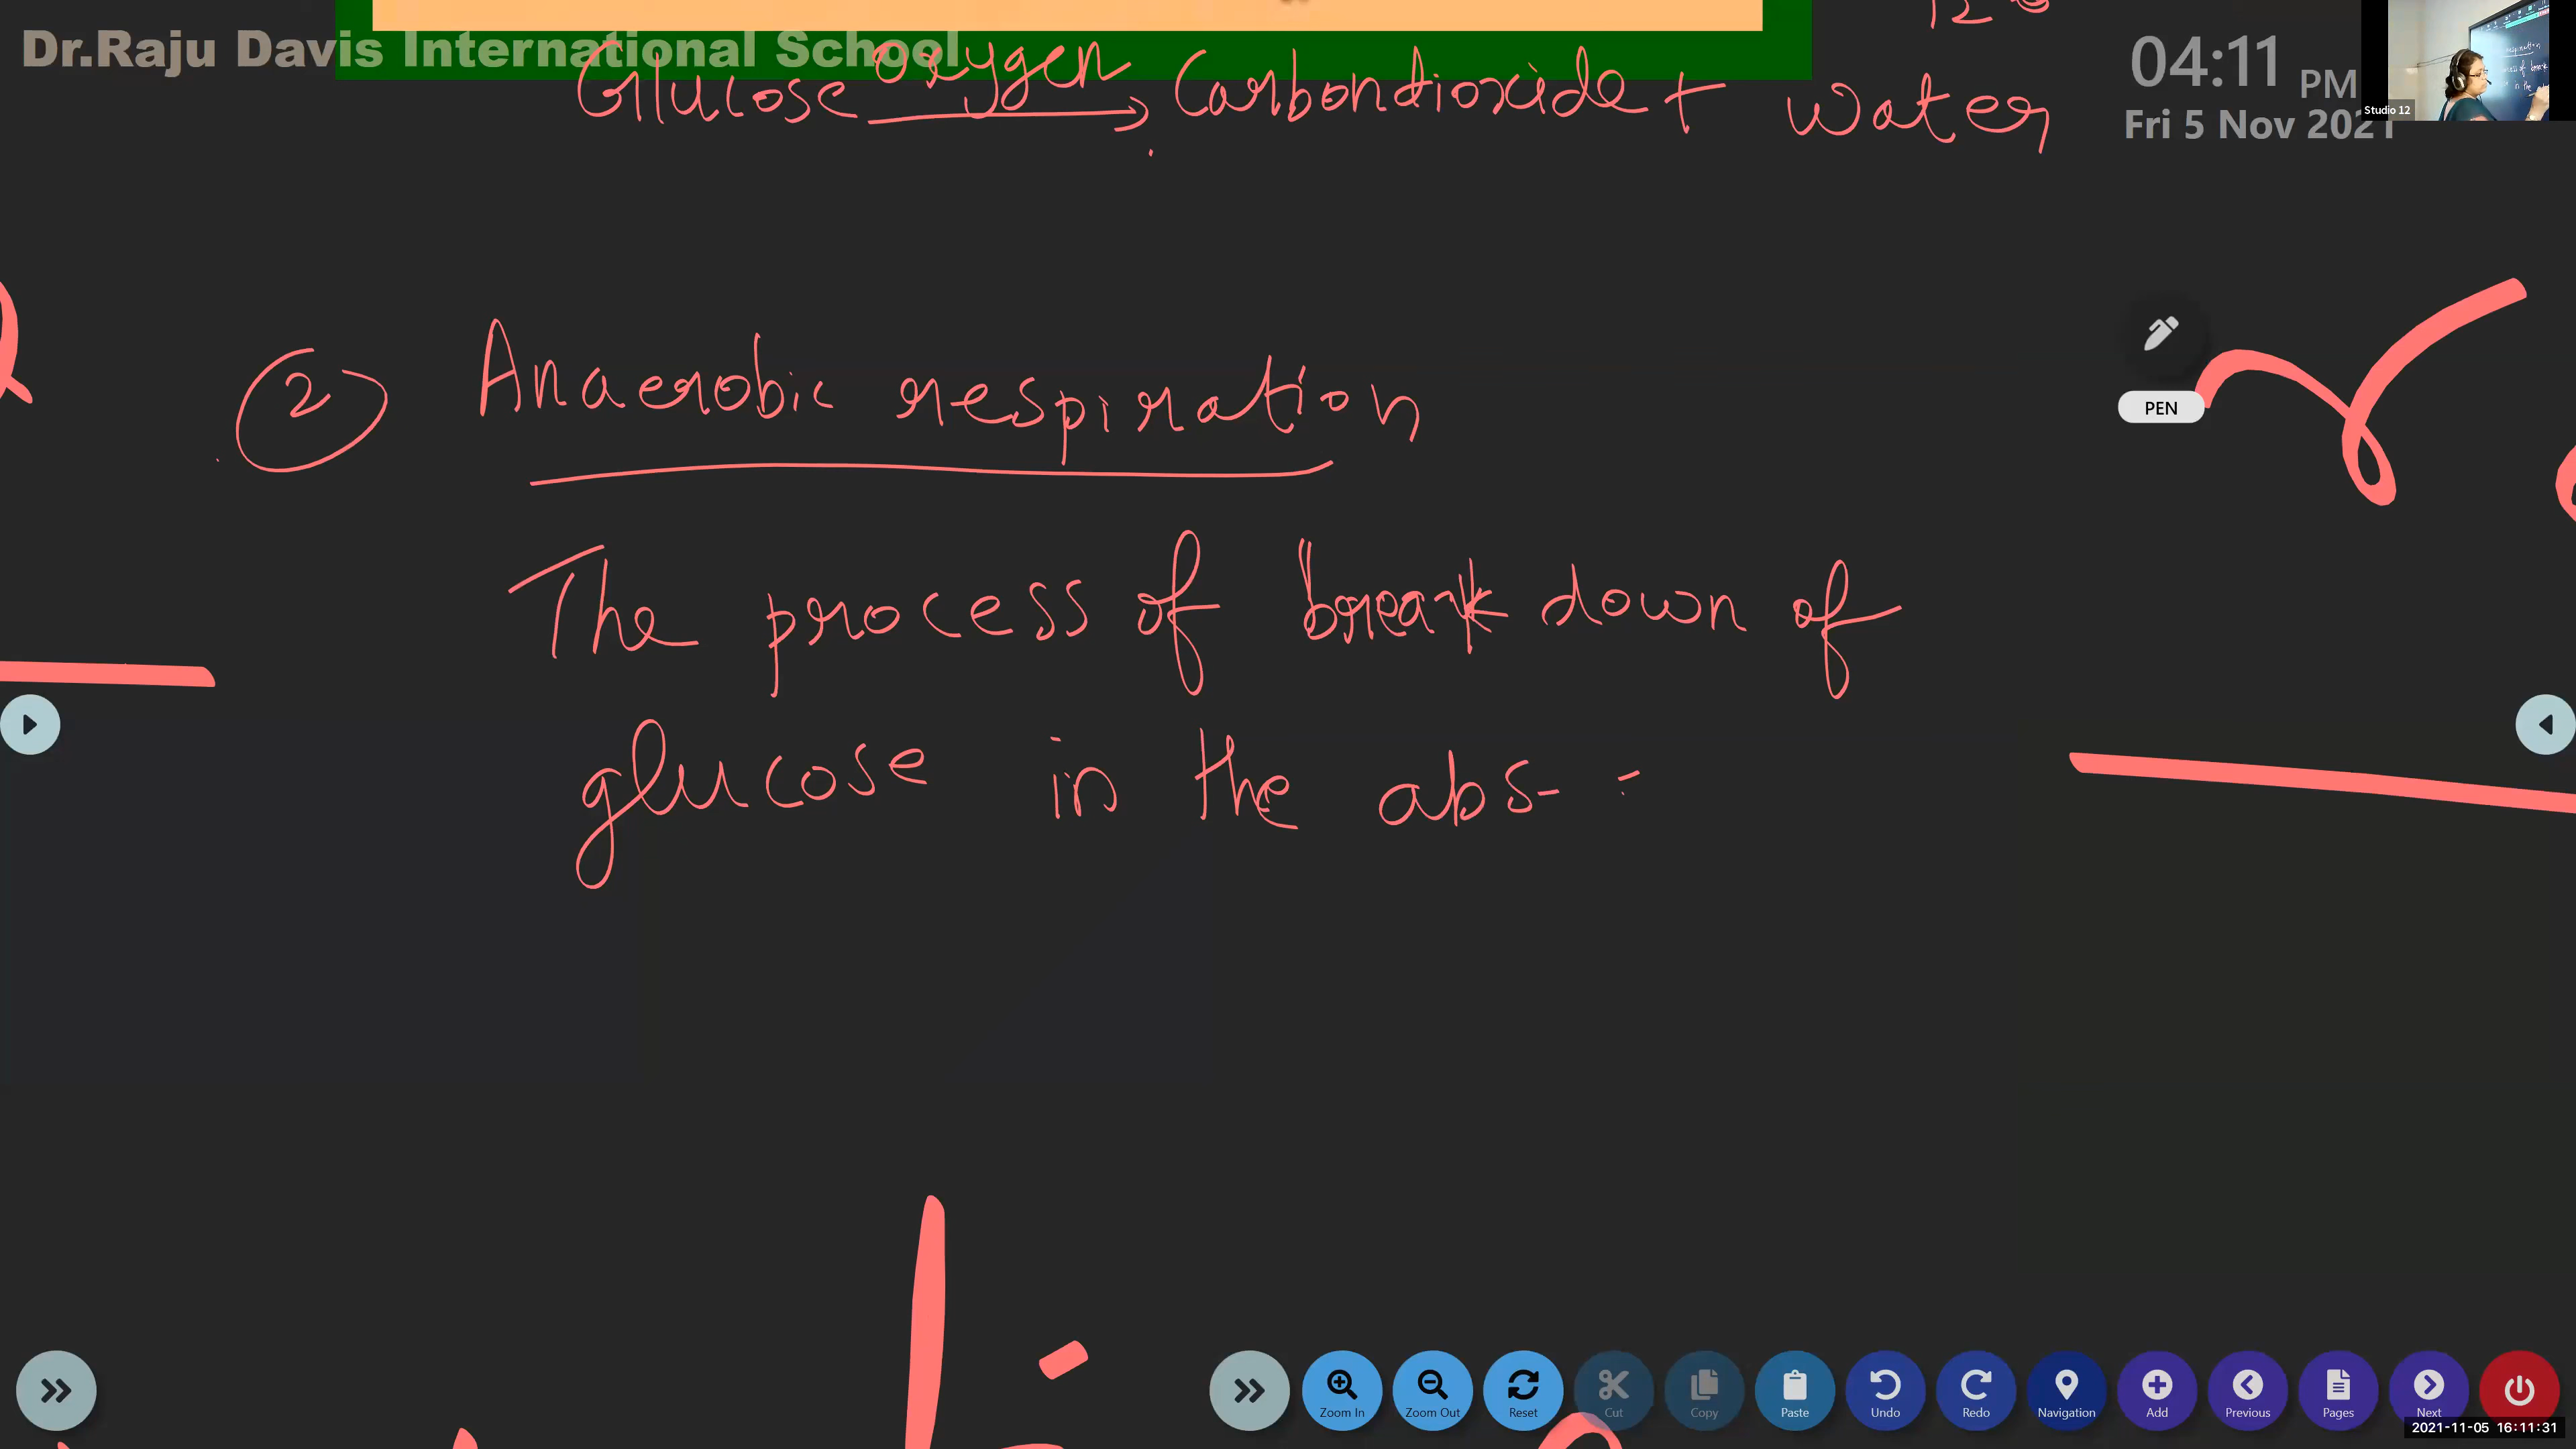 Dr.Raju Davis International School
04:11 PM
Fri 5 Nov 2021
Studio 12
Glucose oxygen → Carbondioxide + Water
2 Anaerobic respiration
PEN
The process of break down of
glucose in the abs-
Zoom In Zoom Out Reset Cut Copy Paste Undo Redo Navigation Add Previous Pages Next
2021-11-05 16:11:31